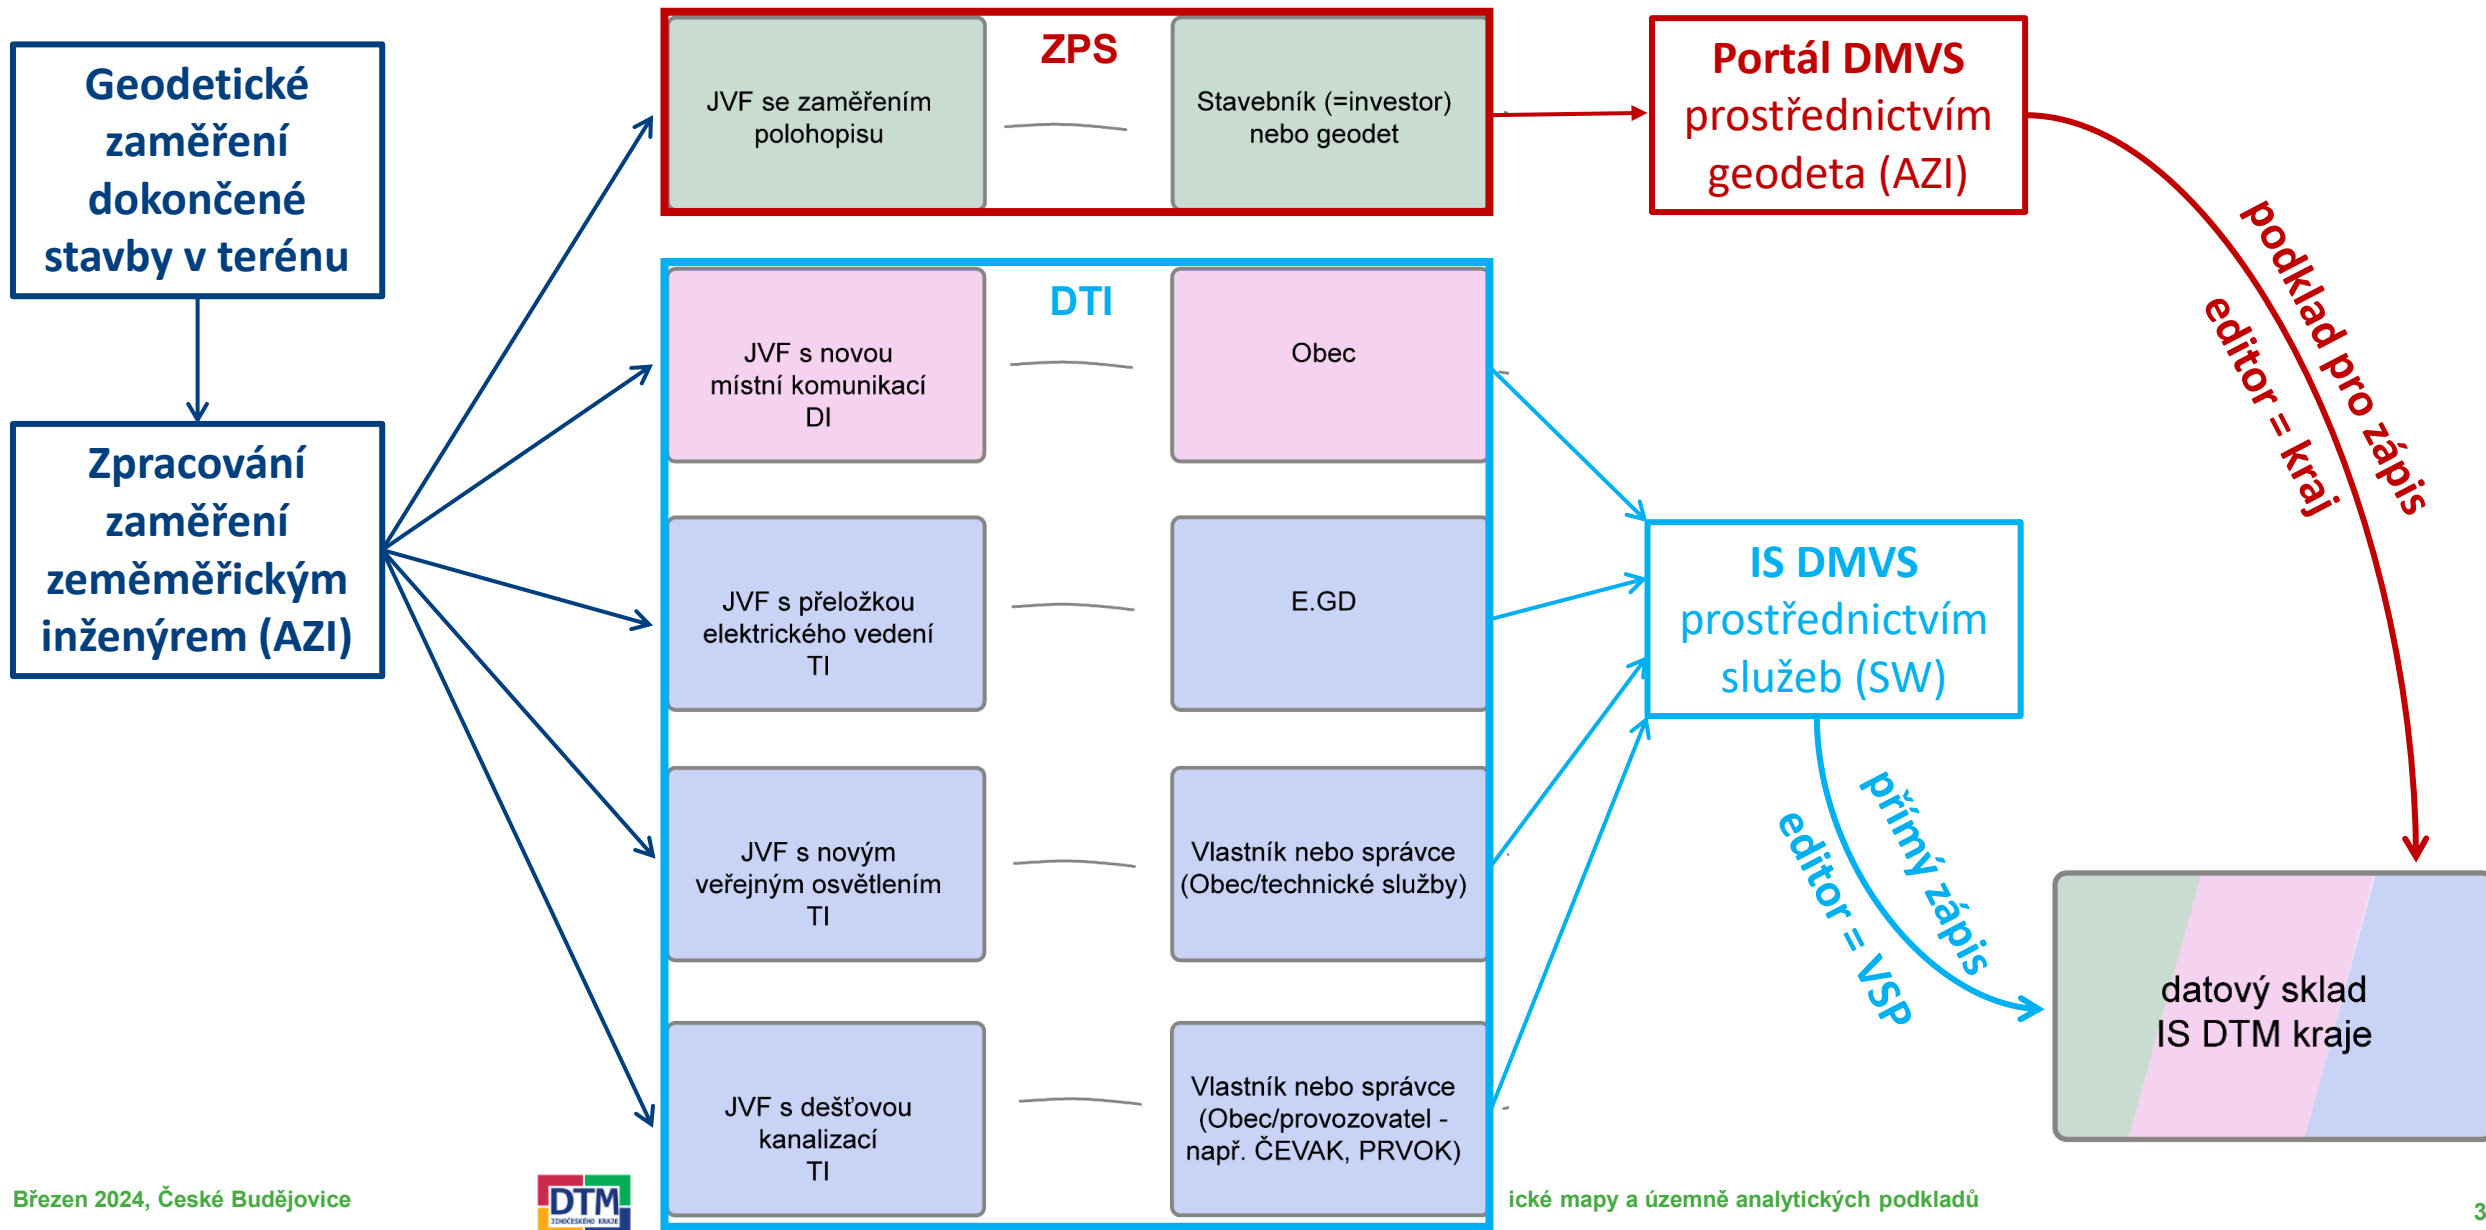 Geodetické
zaměření
dokončené
stavby v terénu
Zpracování
zaměření
zeměměřickým
inženýrem (AZI)
ZPS
JVF se zaměřením
polohopisu
Stavebník (=investor)
nebo geodet
DTI
JVF s novou
místní komunikací
DI
Obec
JVF s přeložkou
elektrického vedení
TI
E.GD
JVF s novým
veřejným osvětlením
TI
Vlastník nebo správce
(Obec/technické služby)
JVF s dešťovou
kanalizací
TI
Vlastník nebo správce
(Obec/provozovatel -
např. ČEVAK, PRVOK)
Portál DMVS
prostřednictvím
geodeta (AZI)
podklad pro zápis
editor = kraj
IS DMVS
prostřednictvím
služeb (SW)
přímý zápis
editor = VSP
datový sklad
IS DTM kraje
Březen 2024, České Budějovice
DTM
JIHOČESKÉHO KRAJE
ické mapy a územně analytických podkladů
3